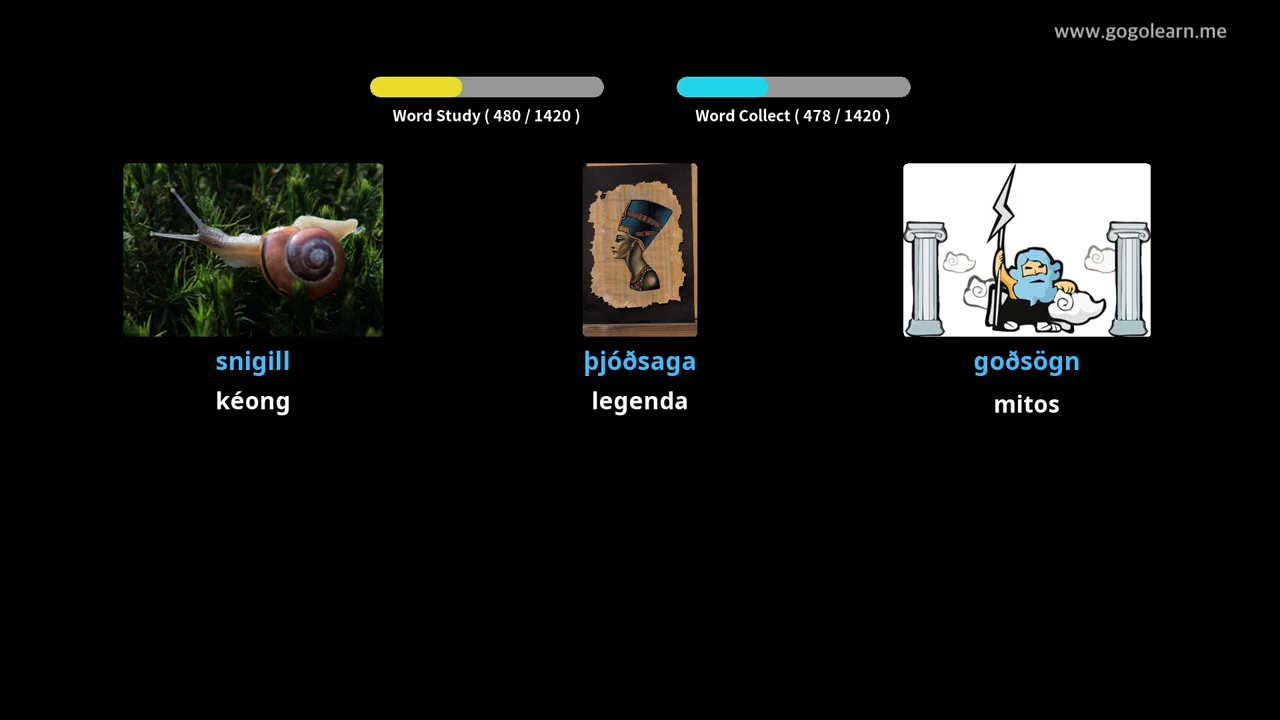 www.gogolearn.me
Word Study ( 480 / 1420 )
Word Collect ( 478 / 1420 )
snigill
þjóðsaga
goðsögn
kéong
legenda
mitos